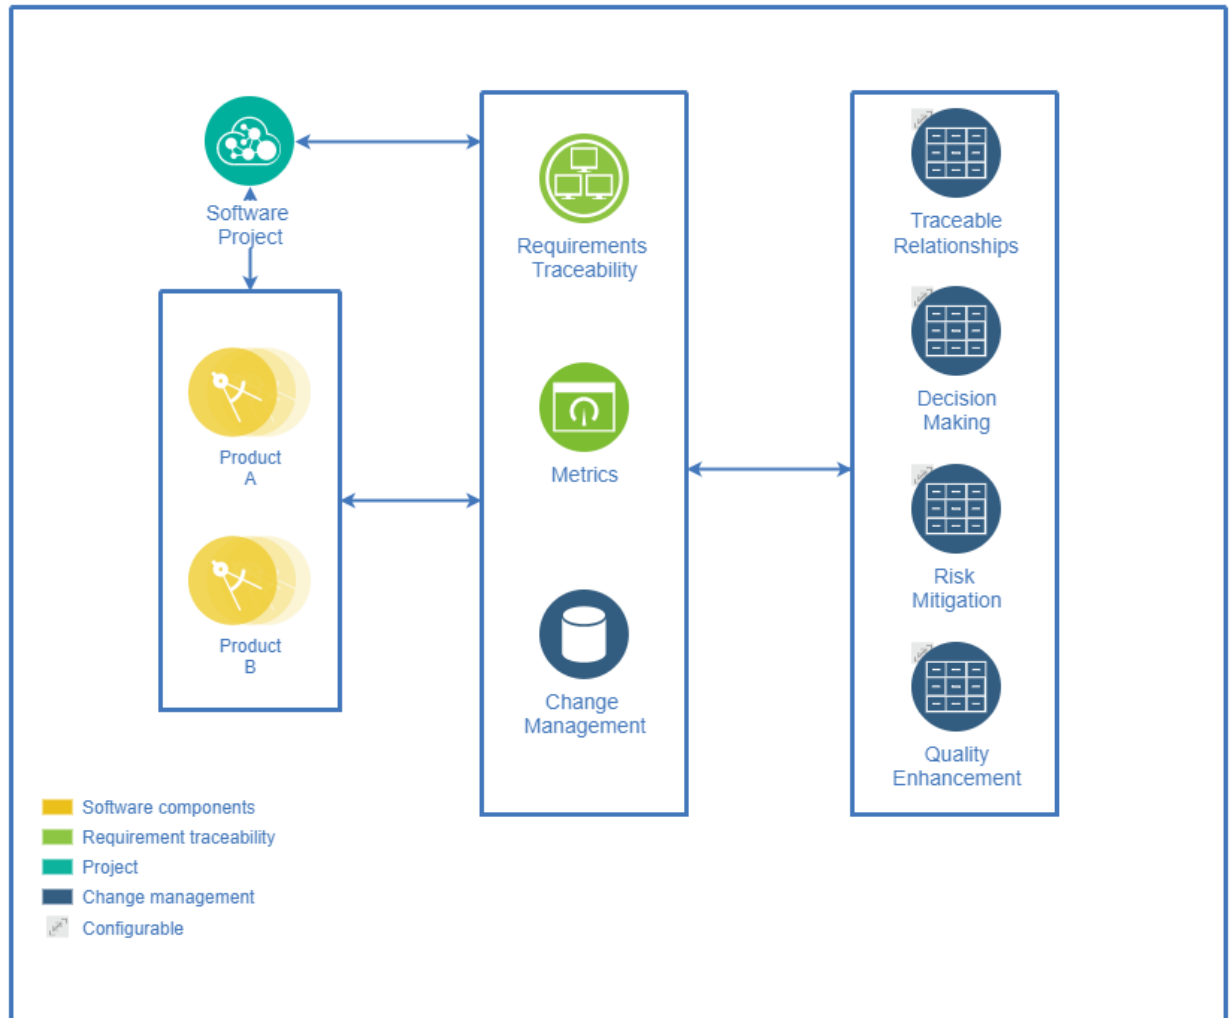 Software
Project
Product
A
Product
B
Requirements
Traceability
Metrics
Change
Management
Traceable
Relationships
Decision
Making
Risk
Mitigation
Quality
Enhancement
Software components
Requirement traceability
Project
Change management
Configurable